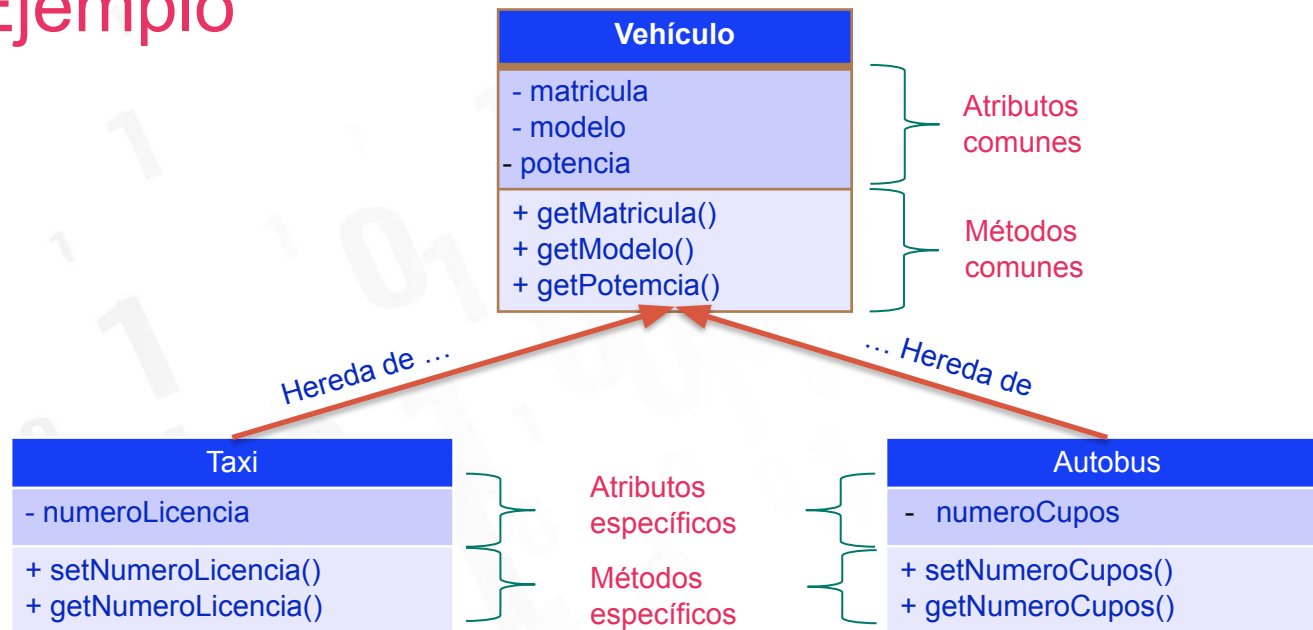 Ejemplo
Vehículo
- matricula
- modelo
- potencia
Atributos
comunes
+ getMatricula()
+ getModelo()
+ getPotemcia()
Métodos
comunes
Hereda de …
… Hereda de
Taxi
- numeroLicencia
+ setNumeroLicencia()
+ getNumeroLicencia()
Atributos
específicos
Métodos
específicos
Autobus
- numeroCupos
+ setNumeroCupos()
+ getNumeroCupos()